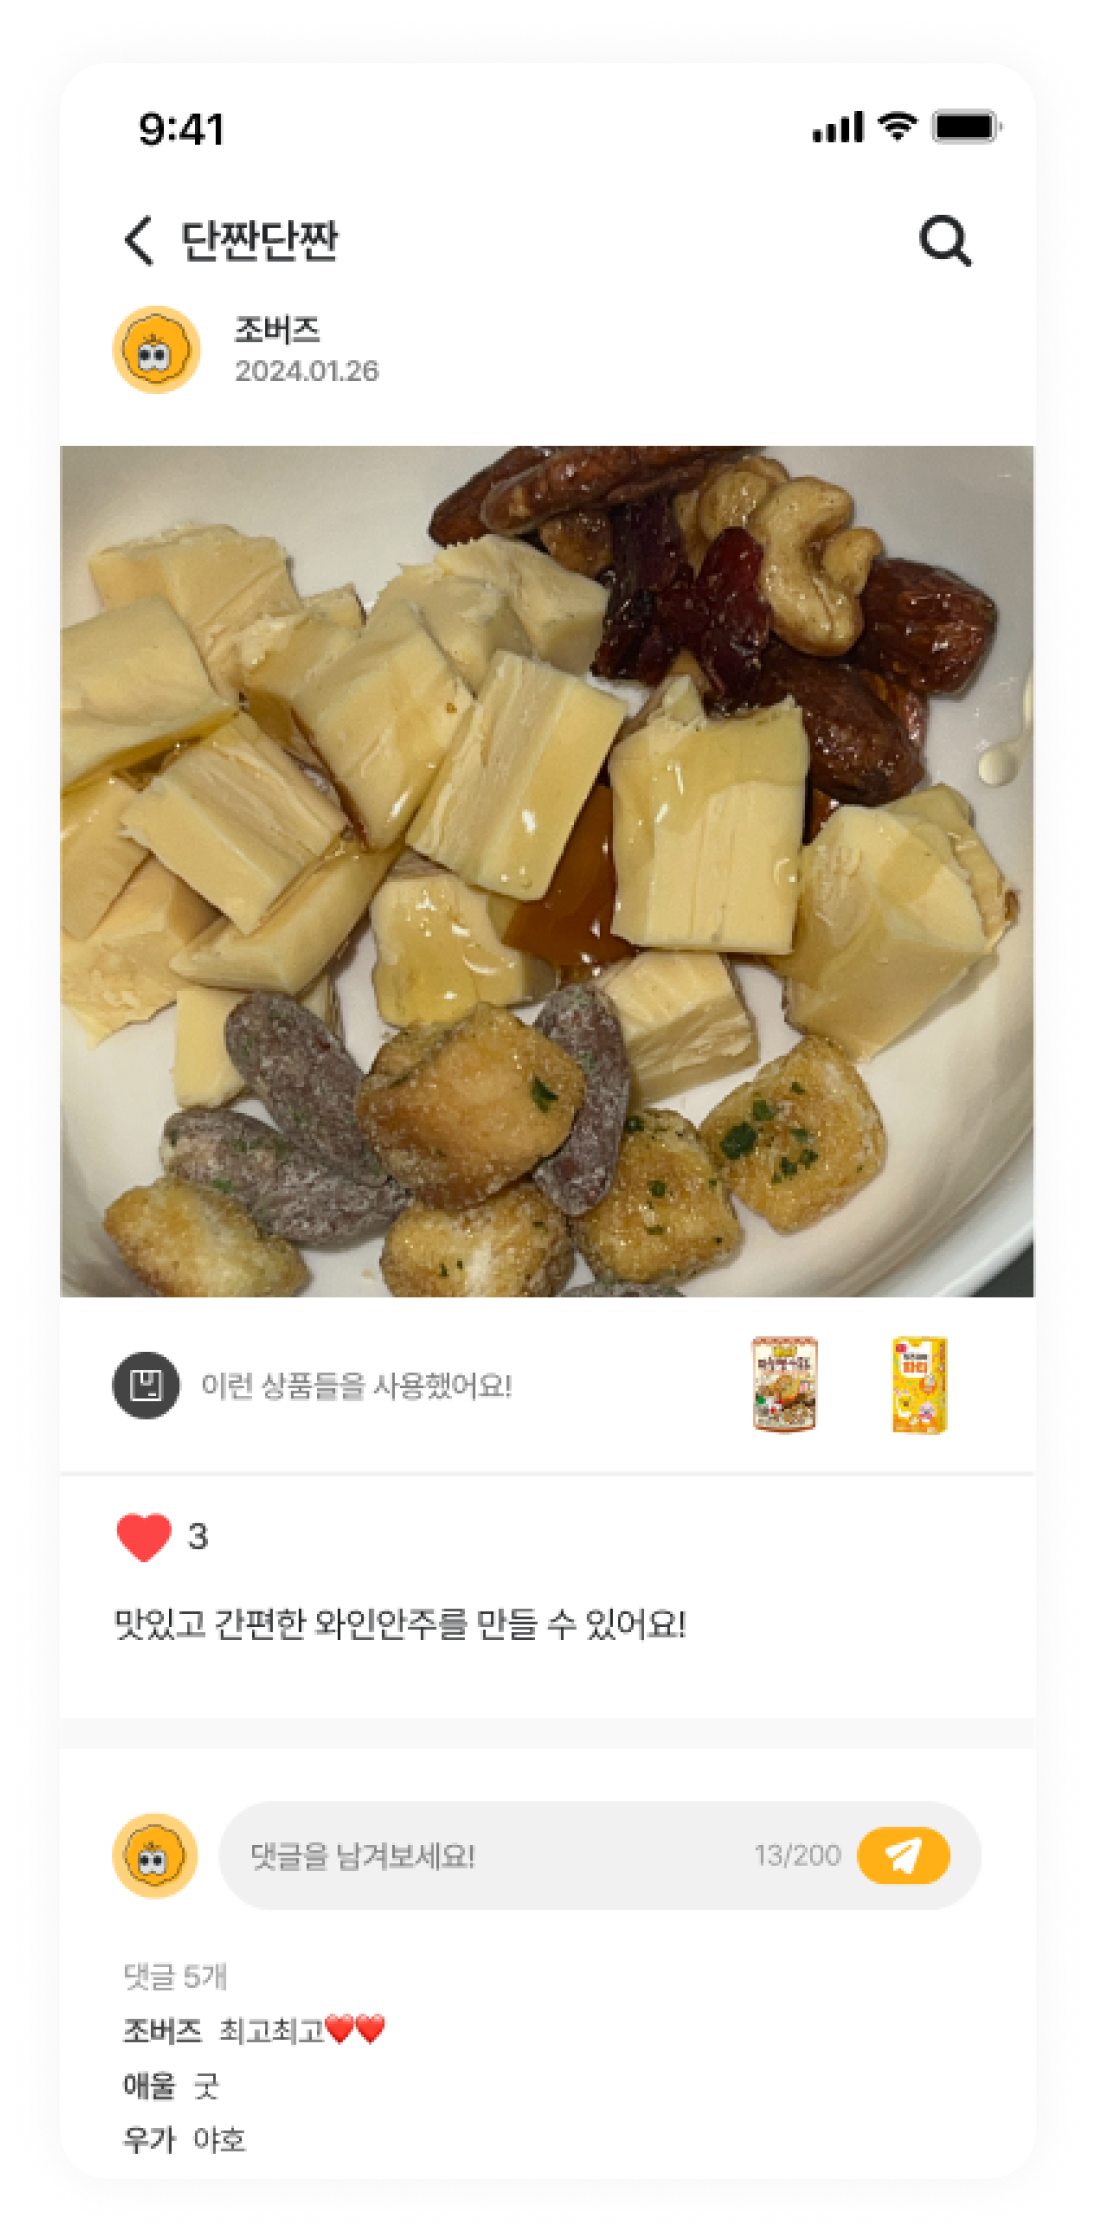 9:41
단짠단짠
조버즈
2024.01.26
이런 상품들을 사용했어요!
3
맛있고 간편한 와인안주를 만들 수 있어요!
댓글을 남겨보세요! 13/200
댓글 5개
조버즈 최고최고❤️❤️
애울 굿
우가 야호